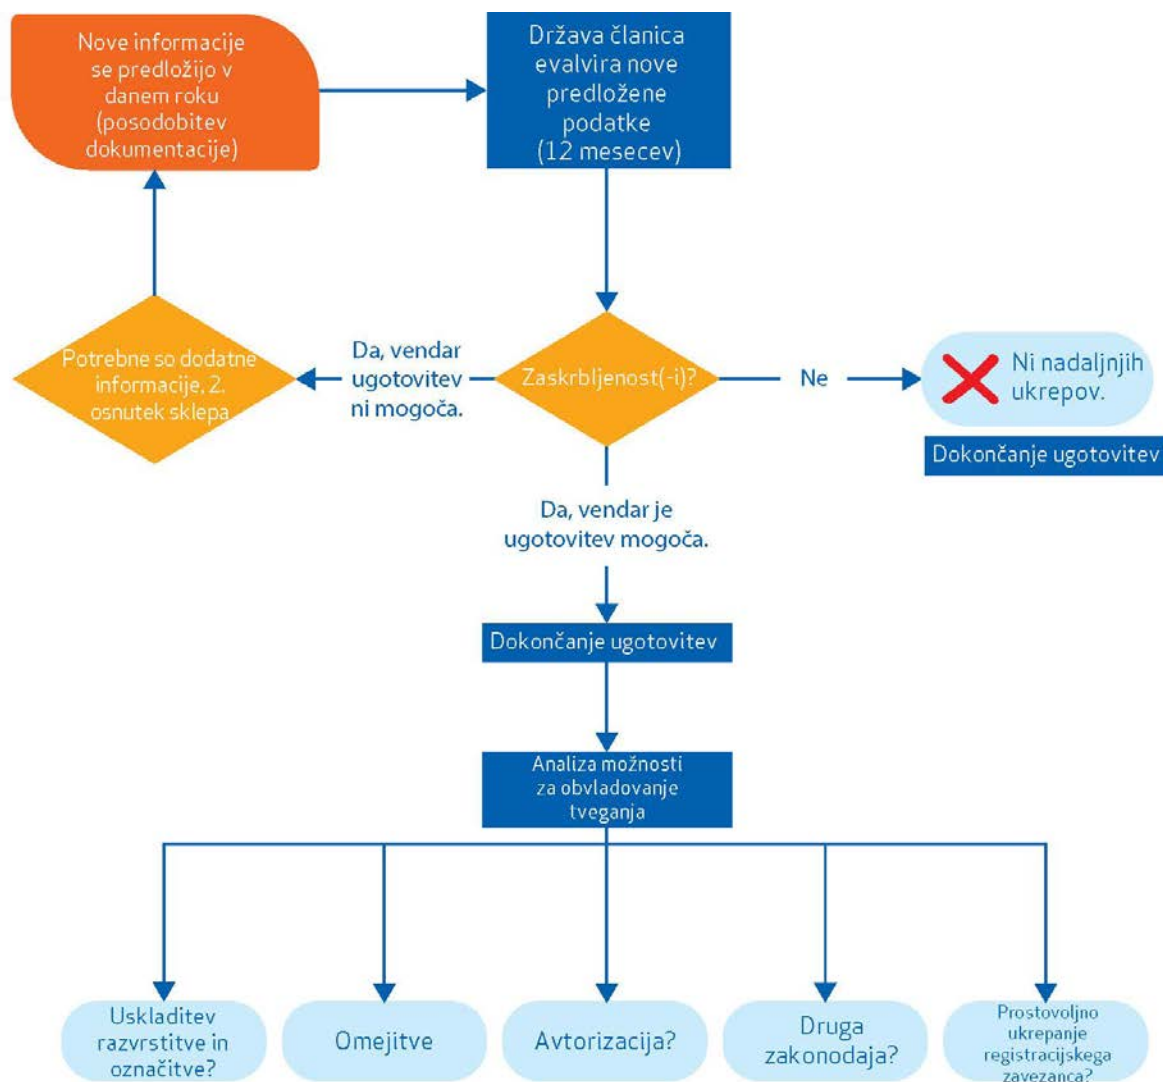 Nove informacije
se predložijo v
danem roku
(posodobitev
dokumentacije)
Država članica
evalvira nove
predložene
podatke
(12 mesecev)
Potrebne so dodatne
informacije, 2.
osnutek sklepa
Da, vendar
ugotovitev
ni mogoča.
Zaskrbljenost(-i)?
Ne
Ni nadaljnjih
ukrepov.
Dokončanje ugotovitev
Da, vendar je
ugotovitev mogoča.
Dokončanje ugotovitev
Analiza možnosti
za obvladovanje
tveganja
Uskladitev
razvrstitve in
označitve?
Omejitve
Avtorizacija?
Druga
zakonodaja?
Prostovoljno
ukrepanje
registracijskega
zavezanca?